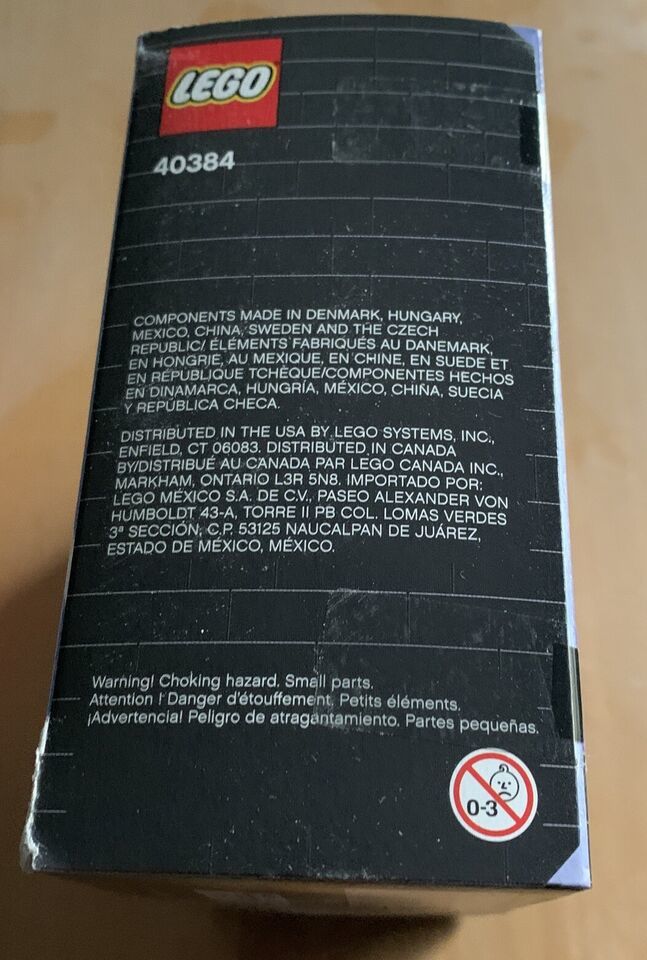 LEGO
40384
COMPONENTS MADE IN DENMARK, HUNGARY,
MEXICO, CHINA, SWEDEN AND THE CZECH
REPUBLIC/ ÉLÉMENTS FABRIQUÉS AU DANEMARK,
EN HONGRIE, AU MEXIQUE, EN CHINE, EN SUEDE ET
EN RÉPUBLIQUE TCHÈQUE/COMPONENTES HECHOS
EN DINAMARCA, HUNGRÍA, MÉXICO, CHIÑA, SUECIA
Y REPÚBLICA CHECA.
DISTRIBUTED IN THE USA BY LEGO SYSTEMS, INC.,
ENFIELD, CT 06083. DISTRIBUTED IN CANADA
BY/DISTRIBUÉ AU CANADA PAR LEGO CANADA INC.,
MARKHAM, ONTARIO L3R 5N8. IMPORTADO POR:
LEGO MÉXICO S.A. DE C.V., PASEO ALEXANDER VON
HUMBOLDT 43-A, TORRE II PB COL. LOMAS VERDES
3ª SECCIÓN, C.P. 53125 NAUCALPAN DE JUÁREZ,
ESTADO DE MÉXICO, MÉXICO.
Warning! Choking hazard. Small parts.
Attention ! Danger d'étouffement. Petits éléments.
¡Advertencia! Peligro de atragantamiento. Partes pequeñas.
0-3